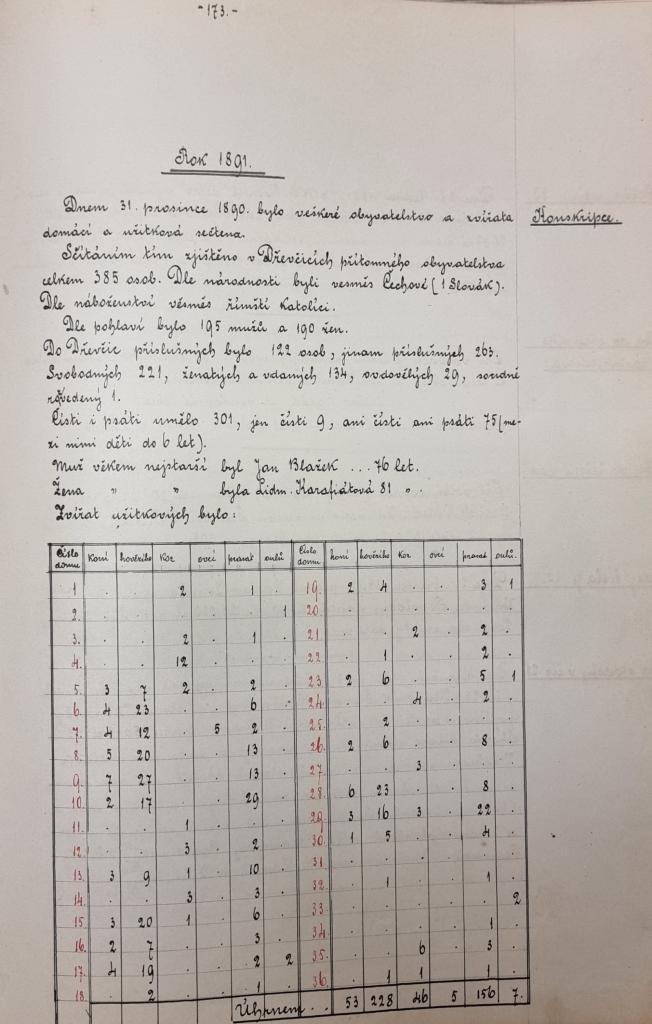 -173.-
Rok 1891.
Dnem 31. prosince 1890. bylo veškeré obyvatelstvo a zvířata
Konskripce.
domácí a užitková sečtena.
Sčítáním tím zjištěno v Dřevčicích přítomného obyvatelstva
celkem 385 osob. Dle národnosti byli vesměs Čechové (1 Slovák).
Dle náboženství vesměs římští katolíci.
Dle pohlaví bylo 195 mužů a 190 žen.
Do Dřevčic příslušných bylo 122 osob, jinam příslušných 263.
Svobodných 221, ženatých a vdaných 134, ovdovělých 29, soudně
rozvedený 1.
Čísti i psáti umělo 301, jen čísti 9, ani čísti ani psáti 75 (me-
zi nimi děti do 6 let).
Muž věkem nejstarší byl Jan Blažek ... 76 let.
Žena " " byla Lidm. Karafiátová 81 " .
Zvířat užitkových bylo:
Číslo domu koní hovězího koz ovcí prasat oslů Číslo domu koní hovězího koz ovcí prasat oslů
1 . . 2 . 1 . 19. 2 4 . . 3 1
2. . . . . . 1 20. . . . . . .
3. . . 2 . 1 . 21 . . 2 . 2 .
4. . . 12 . . . 22. . 1 . . 2 .
5. 3 7 2 . 2 . 23. 2 6 . . 5 1
6. 4 23 . . 6 . 24. . . 4 . 2 .
7. 4 12 . 5 2 . 25. . 2 . . . .
8. 5 20 . . 13 . 26. 2 6 . . 8 .
9. 7 27 . . 13 . 27. . . 3 . . .
10. 2 17 . . 29 . 28. 6 23 . . 8 .
11. . . 1 . . . 29. 3 16 3 . 22 .
12. . . 3 . 2 . 30. 1 5 . . 4 .
13. 3 9 1 . 10 . 31. . . . . . .
14. . . 3 . 3 . 32. . 1 . . 1 .
15. 3 20 1 . 6 . 33. . . . . . 2
16. 2 7 . . 3 . 34. . . . . 1 .
17. 4 19 . . 2 2 35. . . 6 . 3 .
18. . 2 . . 1 . 36. . 1 1 . 1 .
Úhrnem . . 53 228 46 5 156 7.